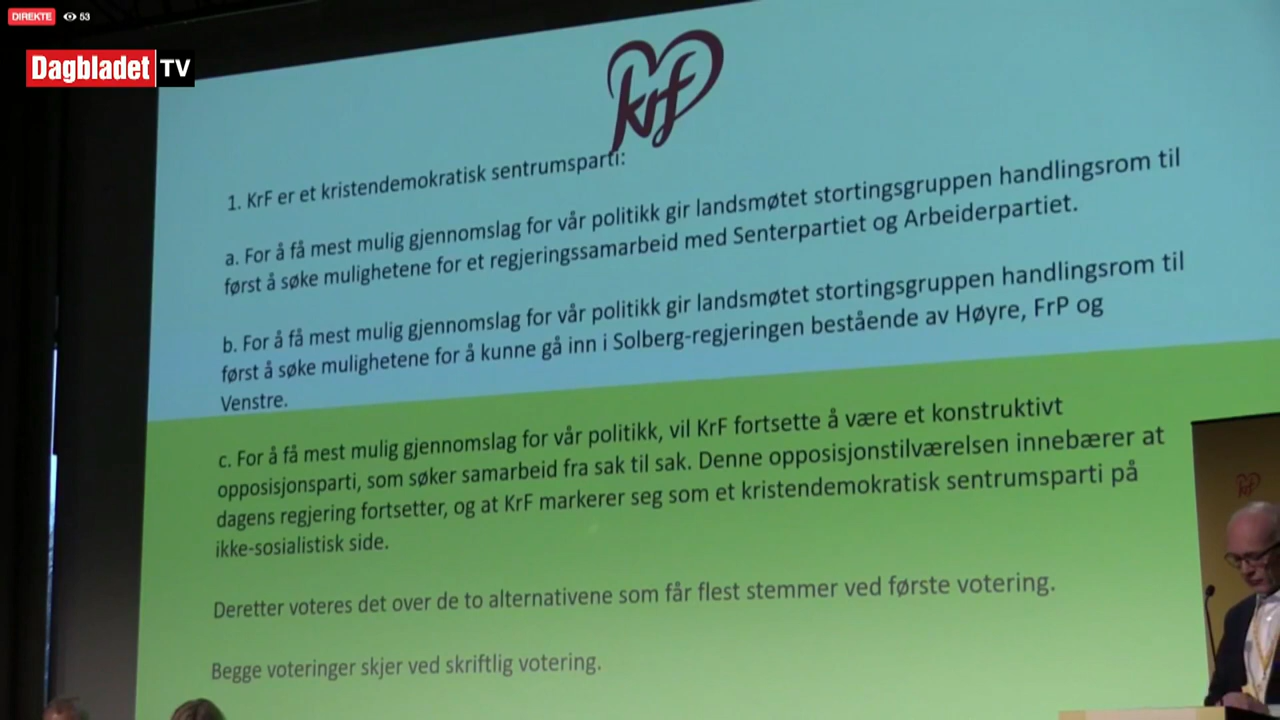 DIREKTE 53
Dagbladet TV
krf
1. KrF er et kristendemokratisk sentrumsparti:
a. For å få mest mulig gjennomslag for vår politikk gir landsmøtet stortingsgruppen handlingsrom til
først å søke mulighetene for et regjeringssamarbeid med Senterpartiet og Arbeiderpartiet.
b. For å få mest mulig gjennomslag for vår politikk gir landsmøtet stortingsgruppen handlingsrom til
først å søke mulighetene for å kunne gå inn i Solberg-regjeringen bestående av Høyre, FrP og
Venstre.
c. For å få mest mulig gjennomslag for vår politikk, vil KrF fortsette å være et konstruktivt
opposisjonsparti, som søker samarbeid fra sak til sak. Denne opposisjonstilværelsen innebærer at
dagens regjering fortsetter, og at KrF markerer seg som et kristendemokratisk sentrumsparti på
ikke-sosialistisk side.
Deretter voteres det over de to alternativene som får flest stemmer ved første votering.
Begge voteringer skjer ved skriftlig votering.
krf